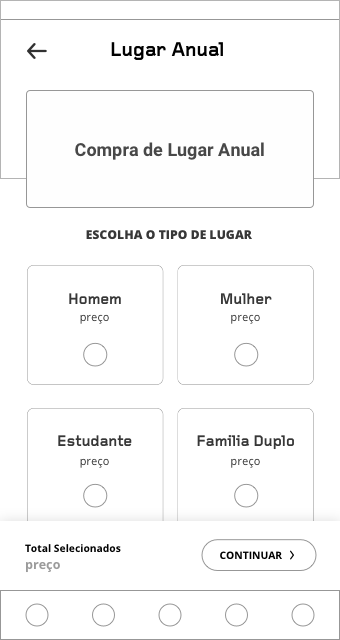 Lugar Anual
Compra de Lugar Anual
ESCOLHA O TIPO DE LUGAR
Homem
preço
Mulher
preço
Estudante
preço
Família Duplo
preço
Total Selecionados
preço
CONTINUAR